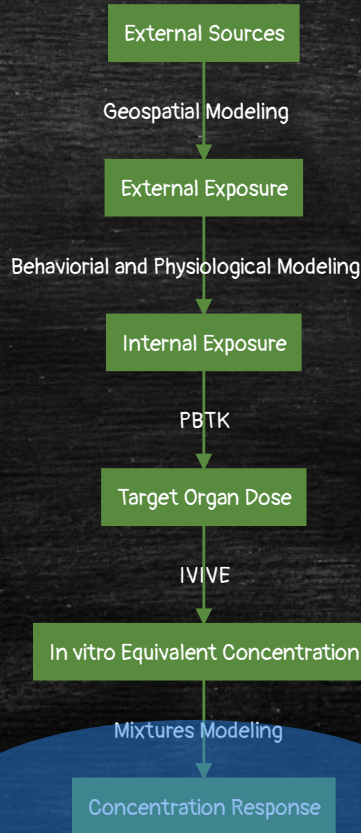 External Sources
Geospatial Modeling
External Exposure
Behaviorial and Physiological Modeling
Internal Exposure
PBTK
Target Organ Dose
IVIVE
In vitro Equivalent Concentration
Mixtures Modeling
Concentration Response